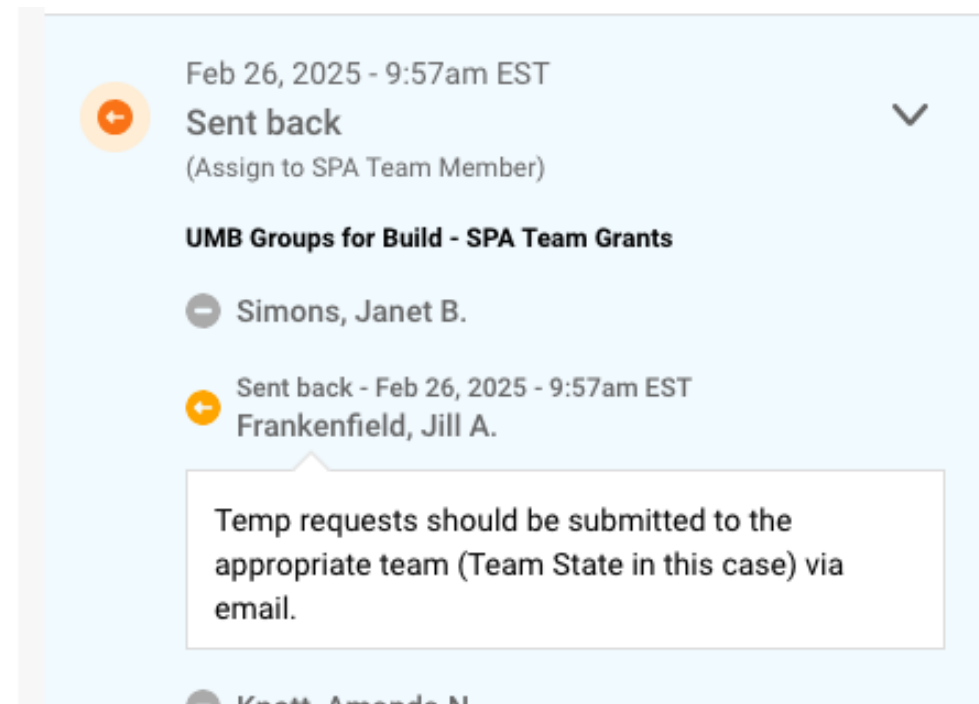 Feb 26, 2025 - 9:57am EST
Sent back
(Assign to SPA Team Member)
UMB Groups for Build - SPA Team Grants
Simons, Janet B.
Sent back - Feb 26, 2025 - 9:57am EST
Frankenfield, Jill A.
Temp requests should be submitted to the
appropriate team (Team State in this case) via
email.